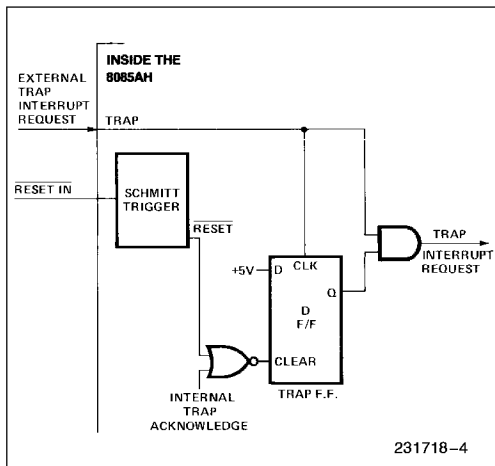 INSIDE THE
8085AH
EXTERNAL
TRAP
INTERRUPT
REQUEST
TRAP
RESET IN
SCHMITT
TRIGGER
RESET
TRAP
INTERRUPT
REQUEST
+5V
D
CLK
Q
D
F/F
CLEAR
TRAP F.F.
INTERNAL
TRAP
ACKNOWLEDGE
231718–4